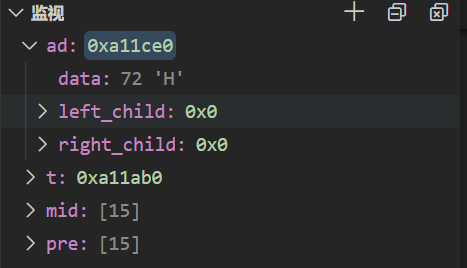 监视
ad: 0xa11ce0
data: 72 'H'
left_child: 0x0
right_child: 0x0
t: 0xa11ab0
mid: [15]
pre: [15]